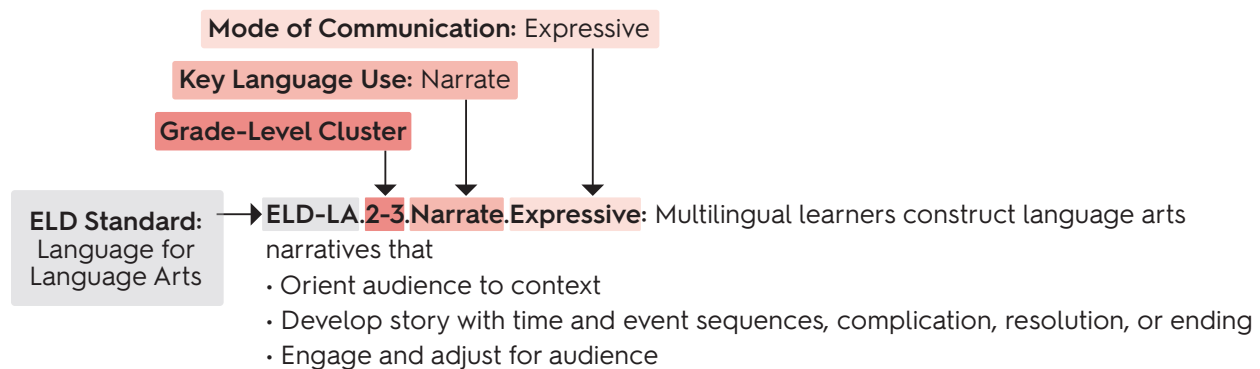 Mode of Communication: Expressive
Key Language Use: Narrate
Grade-Level Cluster
ELD Standard:
Language for
Language Arts
ELD-LA.2-3.Narrate.Expressive: Multilingual learners construct language arts
narratives that
• Orient audience to context
• Develop story with time and event sequences, complication, resolution, or ending
• Engage and adjust for audience